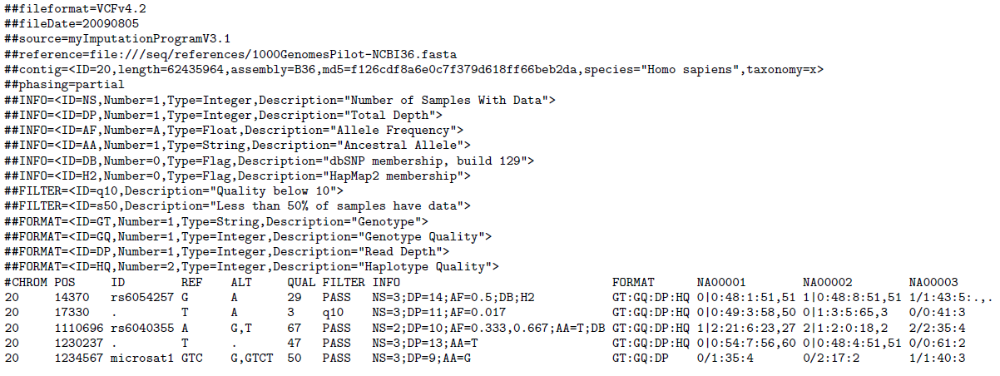 ##fileformat=VCFv4.2
##fileDate=20090805
##source=myImputationProgramV3.1
##reference=file:///seq/references/1000GenomesPilot-NCBI36.fasta
##contig=<ID=20,length=62435964,assembly=B36,md5=f126cdf8a6e0c7f379d618ff66beb2da,species="Homo sapiens",taxonomy=x>
##phasing=partial
##INFO=<ID=NS,Number=1,Type=Integer,Description="Number of Samples With Data">
##INFO=<ID=DP,Number=1,Type=Integer,Description="Total Depth">
##INFO=<ID=AF,Number=A,Type=Float,Description="Allele Frequency">
##INFO=<ID=AA,Number=1,Type=String,Description="Ancestral Allele">
##INFO=<ID=DB,Number=0,Type=Flag,Description="dbSNP membership, build 129">
##INFO=<ID=H2,Number=0,Type=Flag,Description="HapMap2 membership">
##FILTER=<ID=q10,Description="Quality below 10">
##FILTER=<ID=s50,Description="Less than 50% of samples have data">
##FORMAT=<ID=GT,Number=1,Type=String,Description="Genotype">
##FORMAT=<ID=GQ,Number=1,Type=Integer,Description="Genotype Quality">
##FORMAT=<ID=DP,Number=1,Type=Integer,Description="Read Depth">
##FORMAT=<ID=HQ,Number=2,Type=Integer,Description="Haplotype Quality">
#CHROM POS ID REF ALT QUAL FILTER INFO FORMAT NA00001 NA00002 NA00003
20 14370 rs6054257 G A 29 PASS NS=3;DP=14;AF=0.5;DB;H2 GT:GQ:DP:HQ 0|0:48:1:51,51 1|0:48:8:51,51 1/1:43:5:.,.
20 17330 . T A 3 q10 NS=3;DP=11;AF=0.017 GT:GQ:DP:HQ 0|0:49:3:58,50 0|1:3:5:65,3 0/0:41:3
20 1110696 rs6040355 A G,T 67 PASS NS=2;DP=10;AF=0.333,0.667;AA=T;DB GT:GQ:DP:HQ 1|2:21:6:23,27 2|1:2:0:18,2 2/2:35:4
20 1230237 . T . 47 PASS NS=3;DP=13;AA=T GT:GQ:DP:HQ 0|0:54:7:56,60 0|0:48:4:51,51 0/0:61:2
20 1234567 microsat1 GTC G,GTCT 50 PASS NS=3;DP=9;AA=G GT:GQ:DP 0/1:35:4 0/2:17:2 1/1:40:3